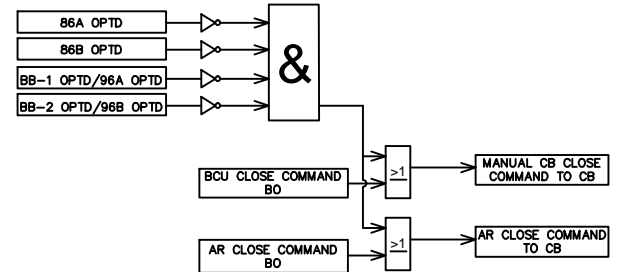 86A OPTD
86B OPTD
BB-1 OPTD/96A OPTD
BB-2 OPTD/96B OPTD
&
BCU CLOSE COMMAND
BO
>1
MANUAL CB CLOSE
COMMAND TO CB
AR CLOSE COMMAND
BO
>1
AR CLOSE COMMAND
TO CB